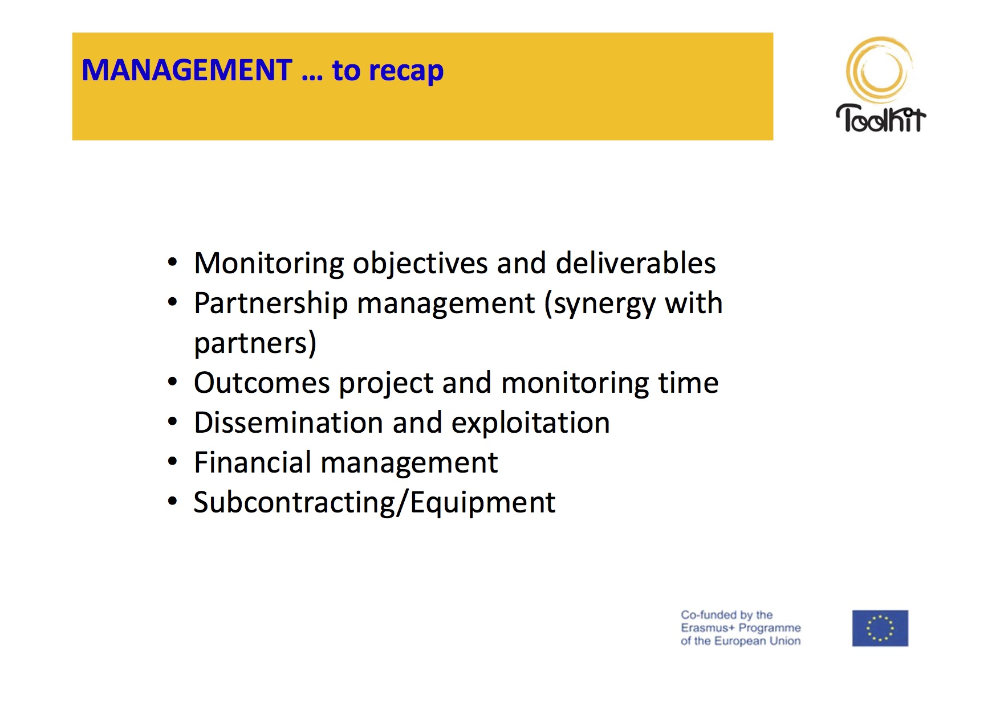 MANAGEMENT … to recap
Toolkit
• Monitoring objectives and deliverables
• Partnership management (synergy with
partners)
• Outcomes project and monitoring time
• Dissemination and exploitation
• Financial management
• Subcontracting/Equipment
Co-funded by the
Erasmus+ Programme
of the European Union